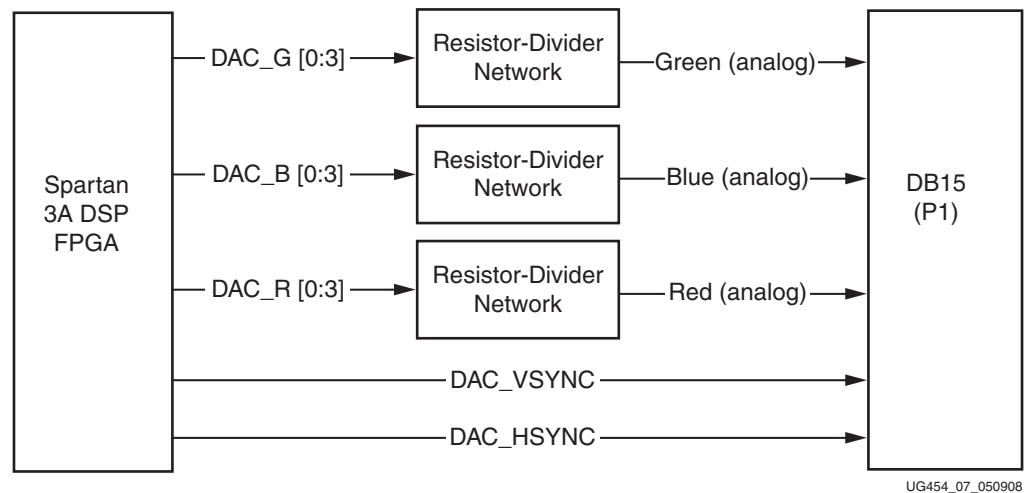 Spartan
3A DSP
FPGA
DAC_G [0:3]
Resistor-Divider
Network
Green (analog)
DAC_B [0:3]
Resistor-Divider
Network
Blue (analog)
DAC_R [0:3]
Resistor-Divider
Network
Red (analog)
DAC_VSYNC
DAC_HSYNC
DB15
(P1)
UG454_07_050908